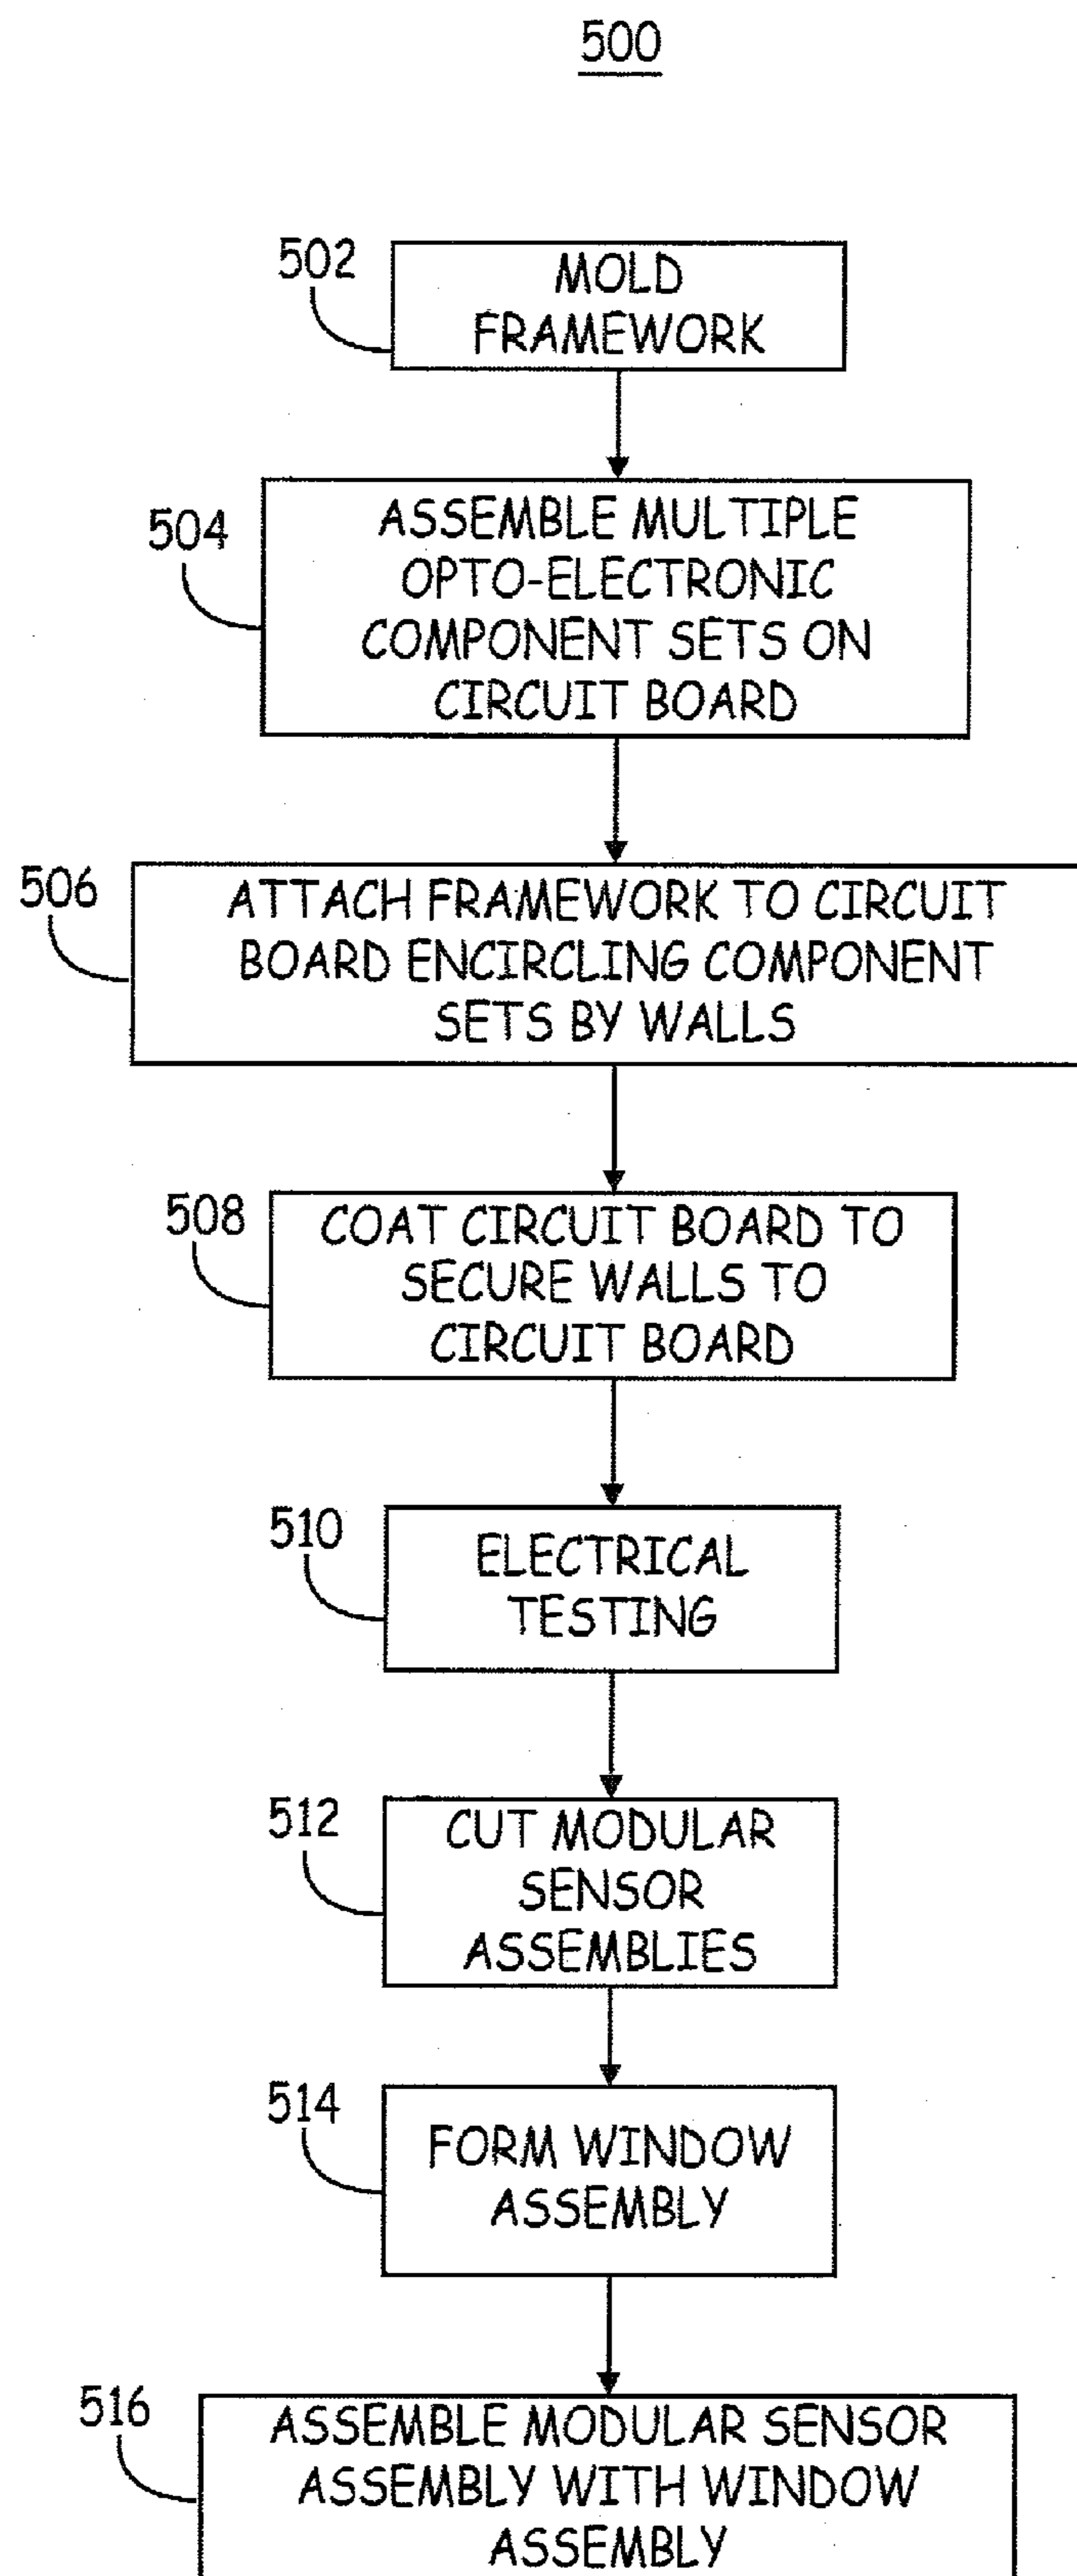 500
502
MOLD
FRAMEWORK
504
ASSEMBLE MULTIPLE
OPTO-ELECTRONIC
COMPONENT SETS ON
CIRCUIT BOARD
506
ATTACH FRAMEWORK TO CIRCUIT
BOARD ENCIRCLING COMPONENT
SETS BY WALLS
508
COAT CIRCUIT BOARD TO
SECURE WALLS TO
CIRCUIT BOARD
510
ELECTRICAL
TESTING
512
CUT MODULAR
SENSOR
ASSEMBLIES
514
FORM WINDOW
ASSEMBLY
516
ASSEMBLE MODULAR SENSOR
ASSEMBLY WITH WINDOW
ASSEMBLY